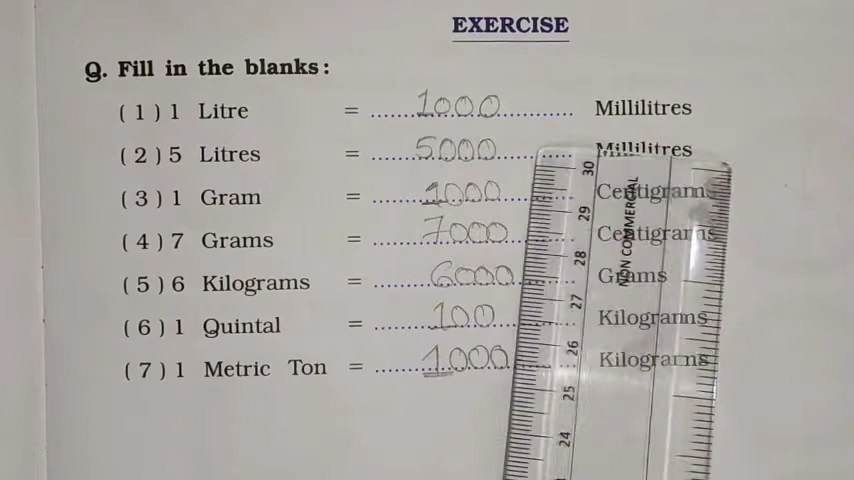 EXERCISE
Q. Fill in the blanks:
(1) 1 Litre = ....1000.... Millilitres
(2) 5 Litres = ....5000.... Millilitres
(3) 1 Gram = ....1000.... Centigrams
(4) 7 Grams = ....7000.... Centigrams
(5) 6 Kilograms = ....6000.... Grams
(6) 1 Quintal = ....100.... Kilograms
(7) 1 Metric Ton = ....1000.... Kilograms
30
29
28
27
26
25
24
NON COMMERCIAL